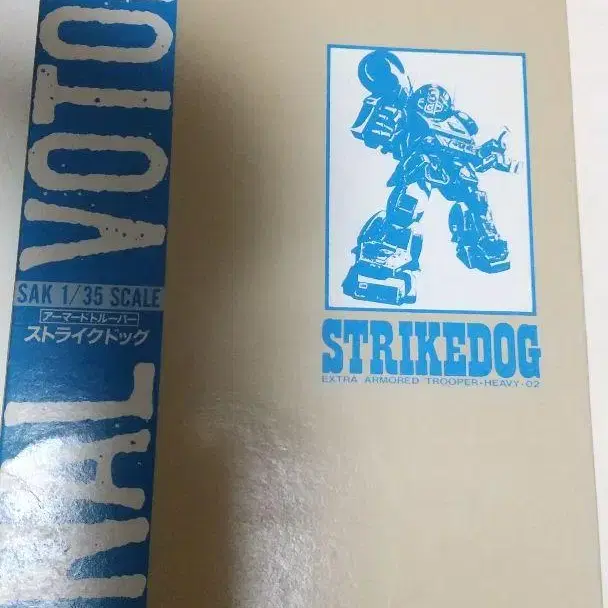 NAL VOTO
SAK 1/35 SCALE
アーマードトルーパー
ストライクドッグ
STRIKEDOG
EXTRA ARMORED TROOPER-HEAVY-02